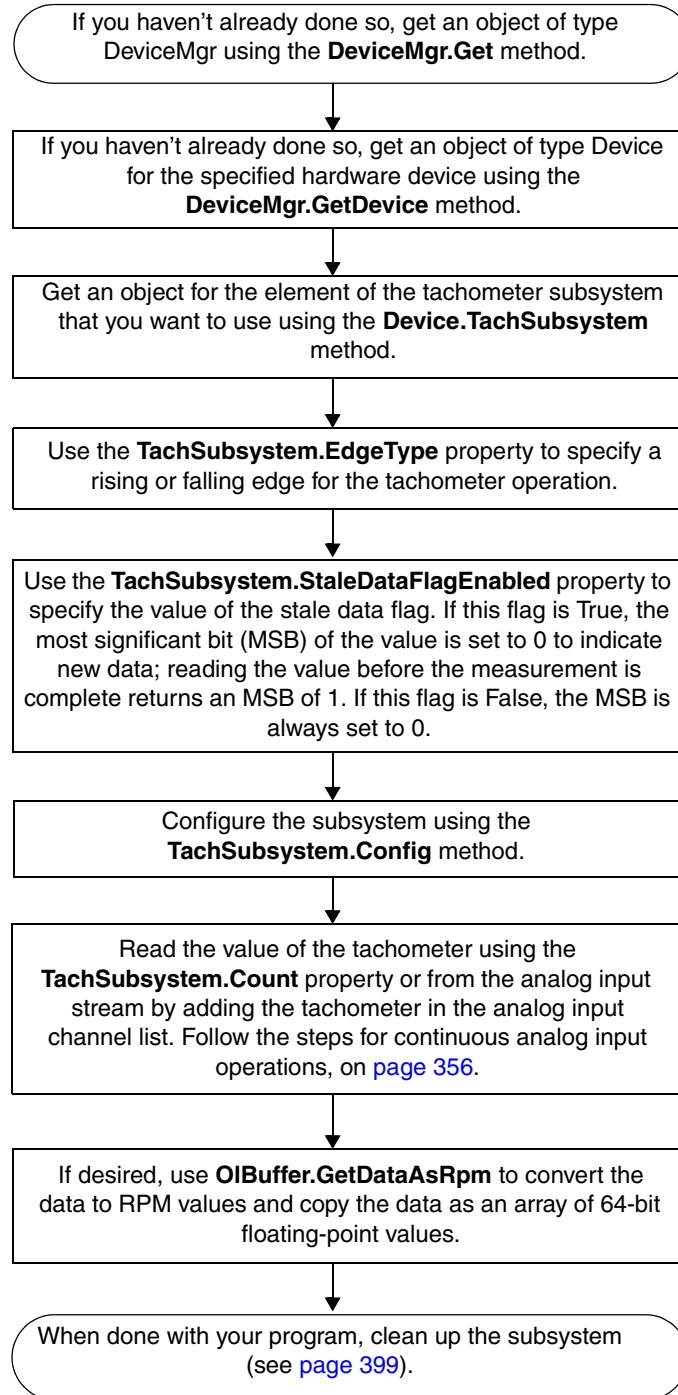 If you haven't already done so, get an object of type
DeviceMgr using the DeviceMgr.Get method.
If you haven't already done so, get an object of type Device
for the specified hardware device using the
DeviceMgr.GetDevice method.
Get an object for the element of the tachometer subsystem
that you want to use using the Device.TachSubsystem
method.
Use the TachSubsystem.EdgeType property to specify a
rising or falling edge for the tachometer operation.
Use the TachSubsystem.StaleDataFlagEnabled property to
specify the value of the stale data flag. If this flag is True, the
most significant bit (MSB) of the value is set to 0 to indicate
new data; reading the value before the measurement is
complete returns an MSB of 1. If this flag is False, the MSB is
always set to 0.
Configure the subsystem using the
TachSubsystem.Config method.
Read the value of the tachometer using the
TachSubsystem.Count property or from the analog input
stream by adding the tachometer in the analog input
channel list. Follow the steps for continuous analog input
operations, on page 356.
If desired, use OlBuffer.GetDataAsRpm to convert the
data to RPM values and copy the data as an array of 64-bit
floating-point values.
When done with your program, clean up the subsystem
(see page 399).